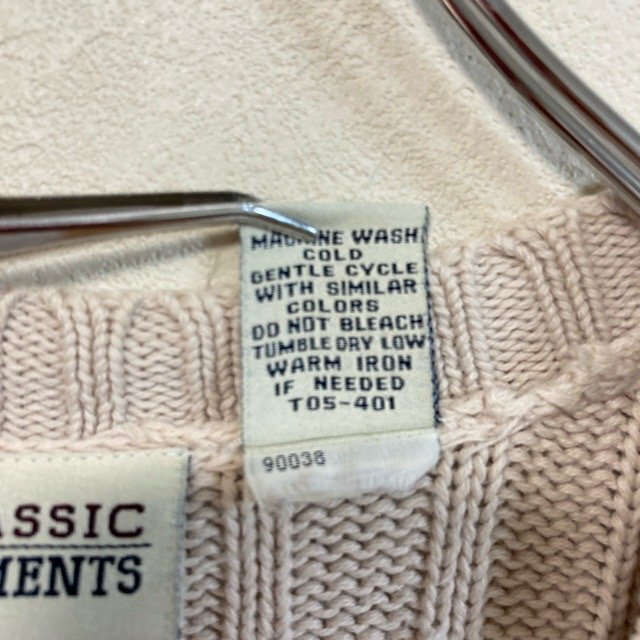 MACHINE WASH
COLD
GENTLE CYCLE
WITH SIMILAR
COLORS
DO NOT BLEACH
TUMBLE DRY LOW
WARM IRON
IF NEEDED
T05-401
90036
ASSIC
MENTS